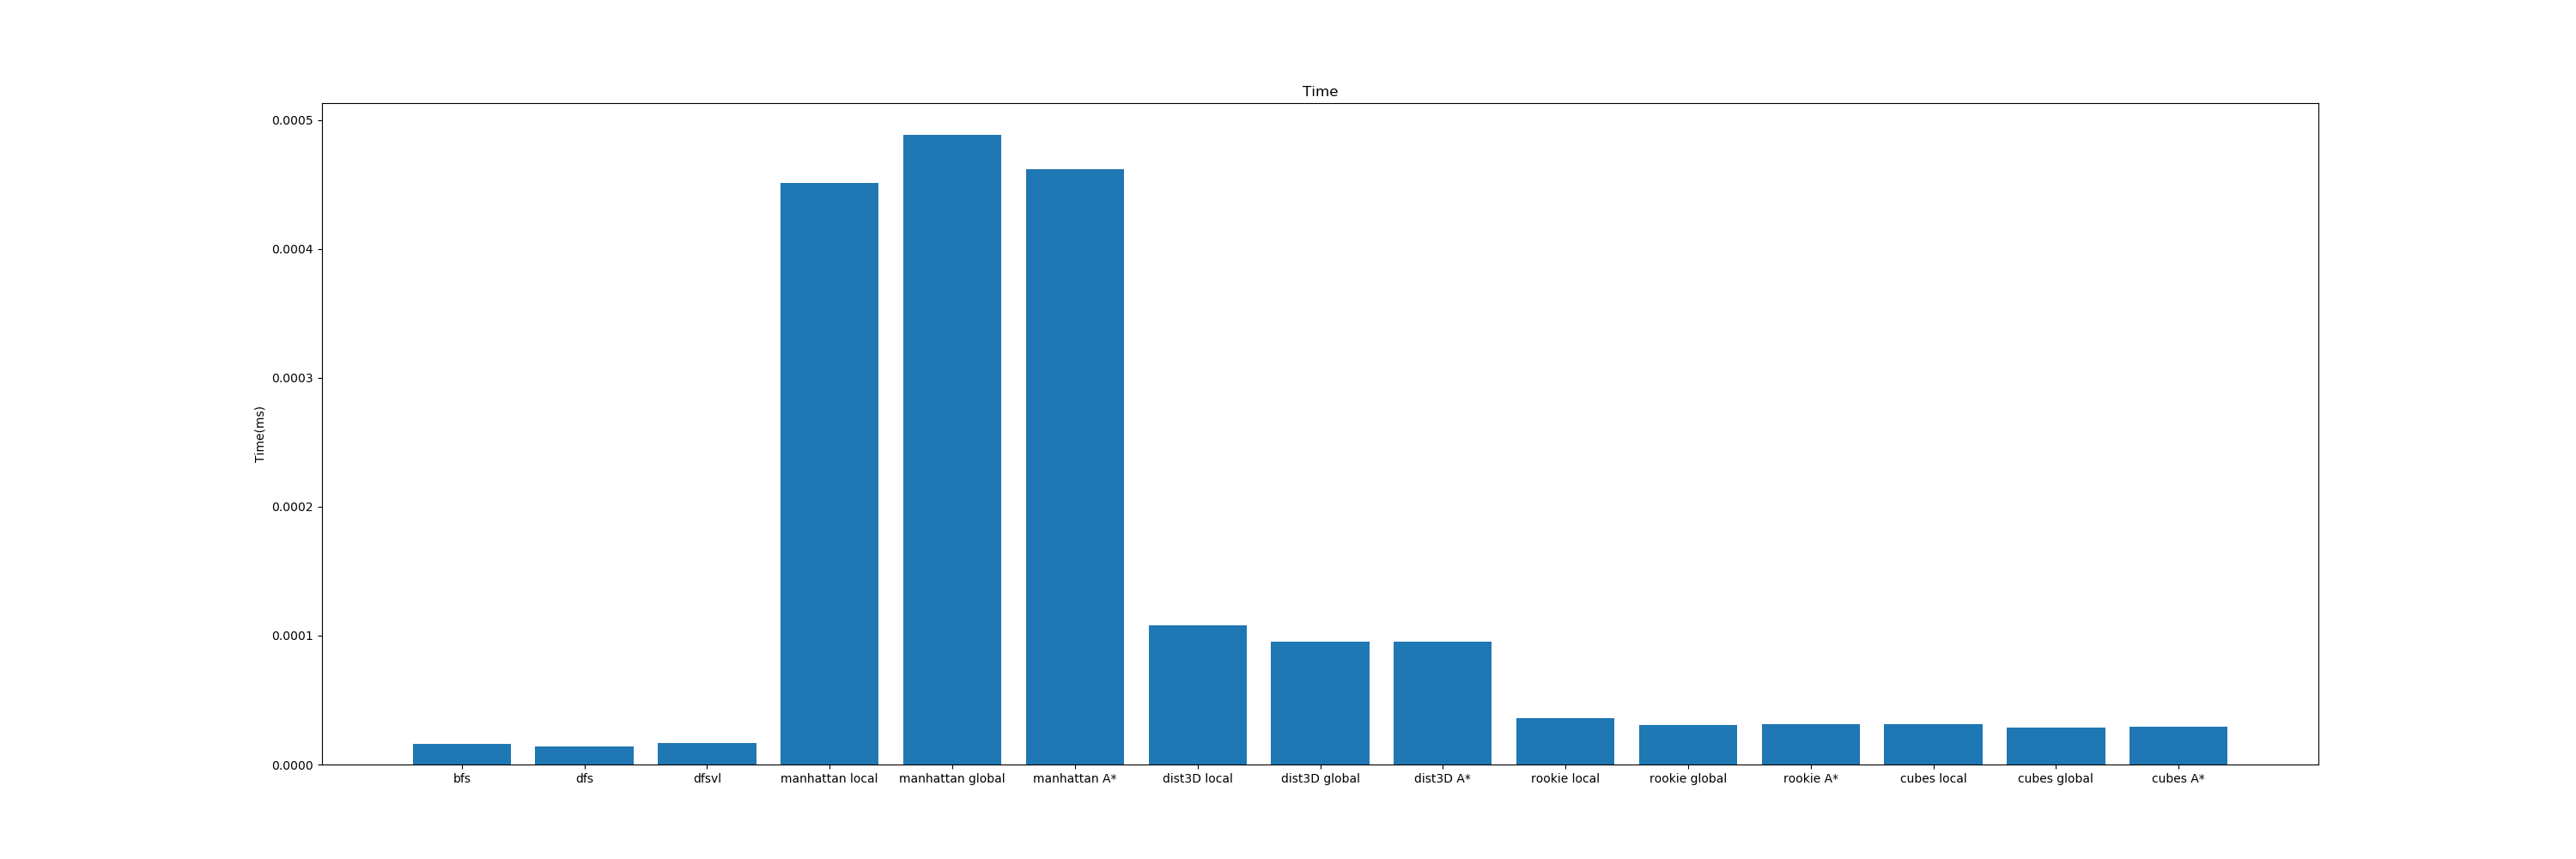 Time
0.0005
0.0004
0.0003
0.0002
0.0001
0.0000
Time(ms)
bfs dfs dfsvl manhattan local manhattan global manhattan A* dist3D local dist3D global dist3D A* rookie local rookie global rookie A* cubes local cubes global cubes A*